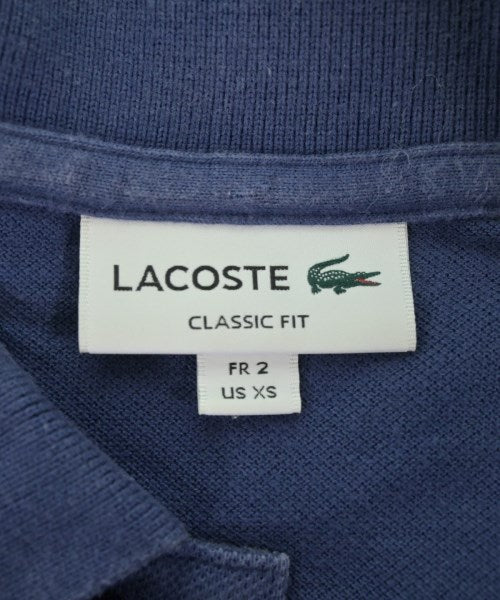 LACOSTE
CLASSIC FIT
FR 2
US XS